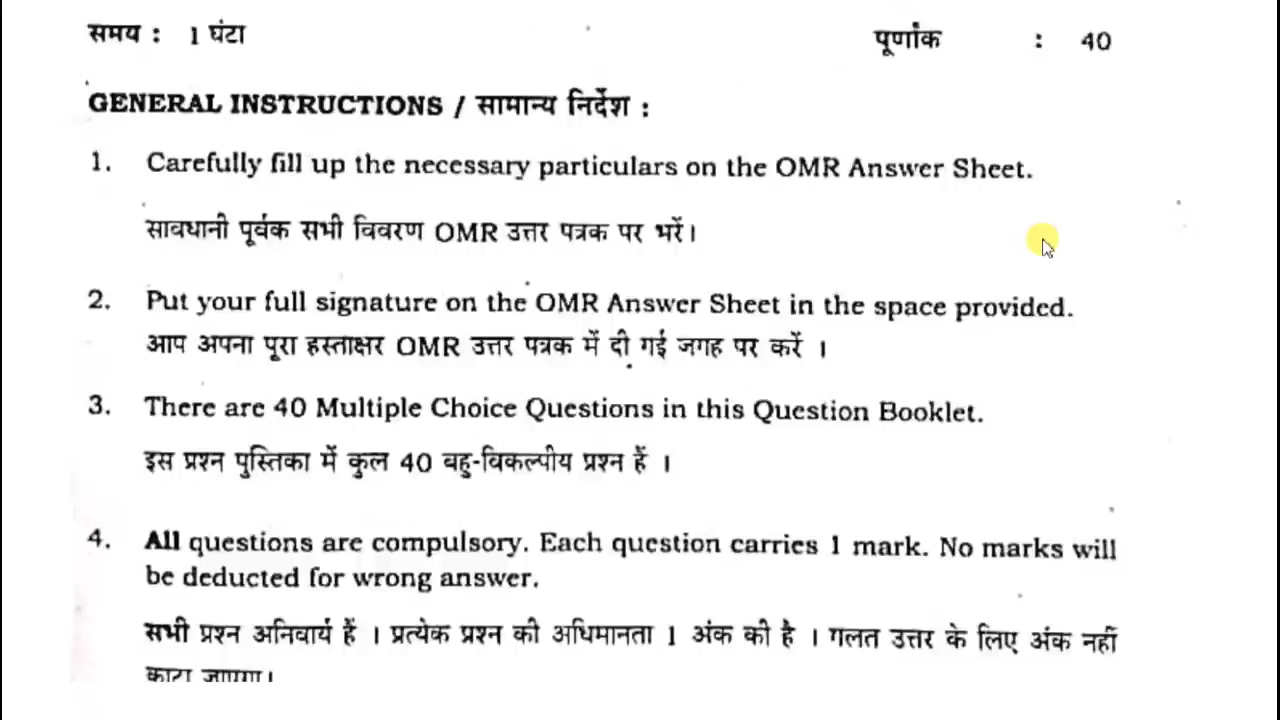 समय : 1 घंटा
पूर्णांक : 40
GENERAL INSTRUCTIONS / सामान्य निर्देश :
1. Carefully fill up the necessary particulars on the OMR Answer Sheet.
सावधानी पूर्वक सभी विवरण OMR उत्तर पत्रक पर भरें।
2. Put your full signature on the OMR Answer Sheet in the space provided.
आप अपना पूरा हस्ताक्षर OMR उत्तर पत्रक में दी गई जगह पर करें ।
3. There are 40 Multiple Choice Questions in this Question Booklet.
इस प्रश्न पुस्तिका में कुल 40 बहु-विकल्पीय प्रश्न हैं ।
4. All questions are compulsory. Each question carries 1 mark. No marks will
be deducted for wrong answer.
सभी प्रश्न अनिवार्य हैं । प्रत्येक प्रश्न की अधिमानता 1 अंक की है । गलत उत्तर के लिए अंक नहीं
काटा जाएगा।